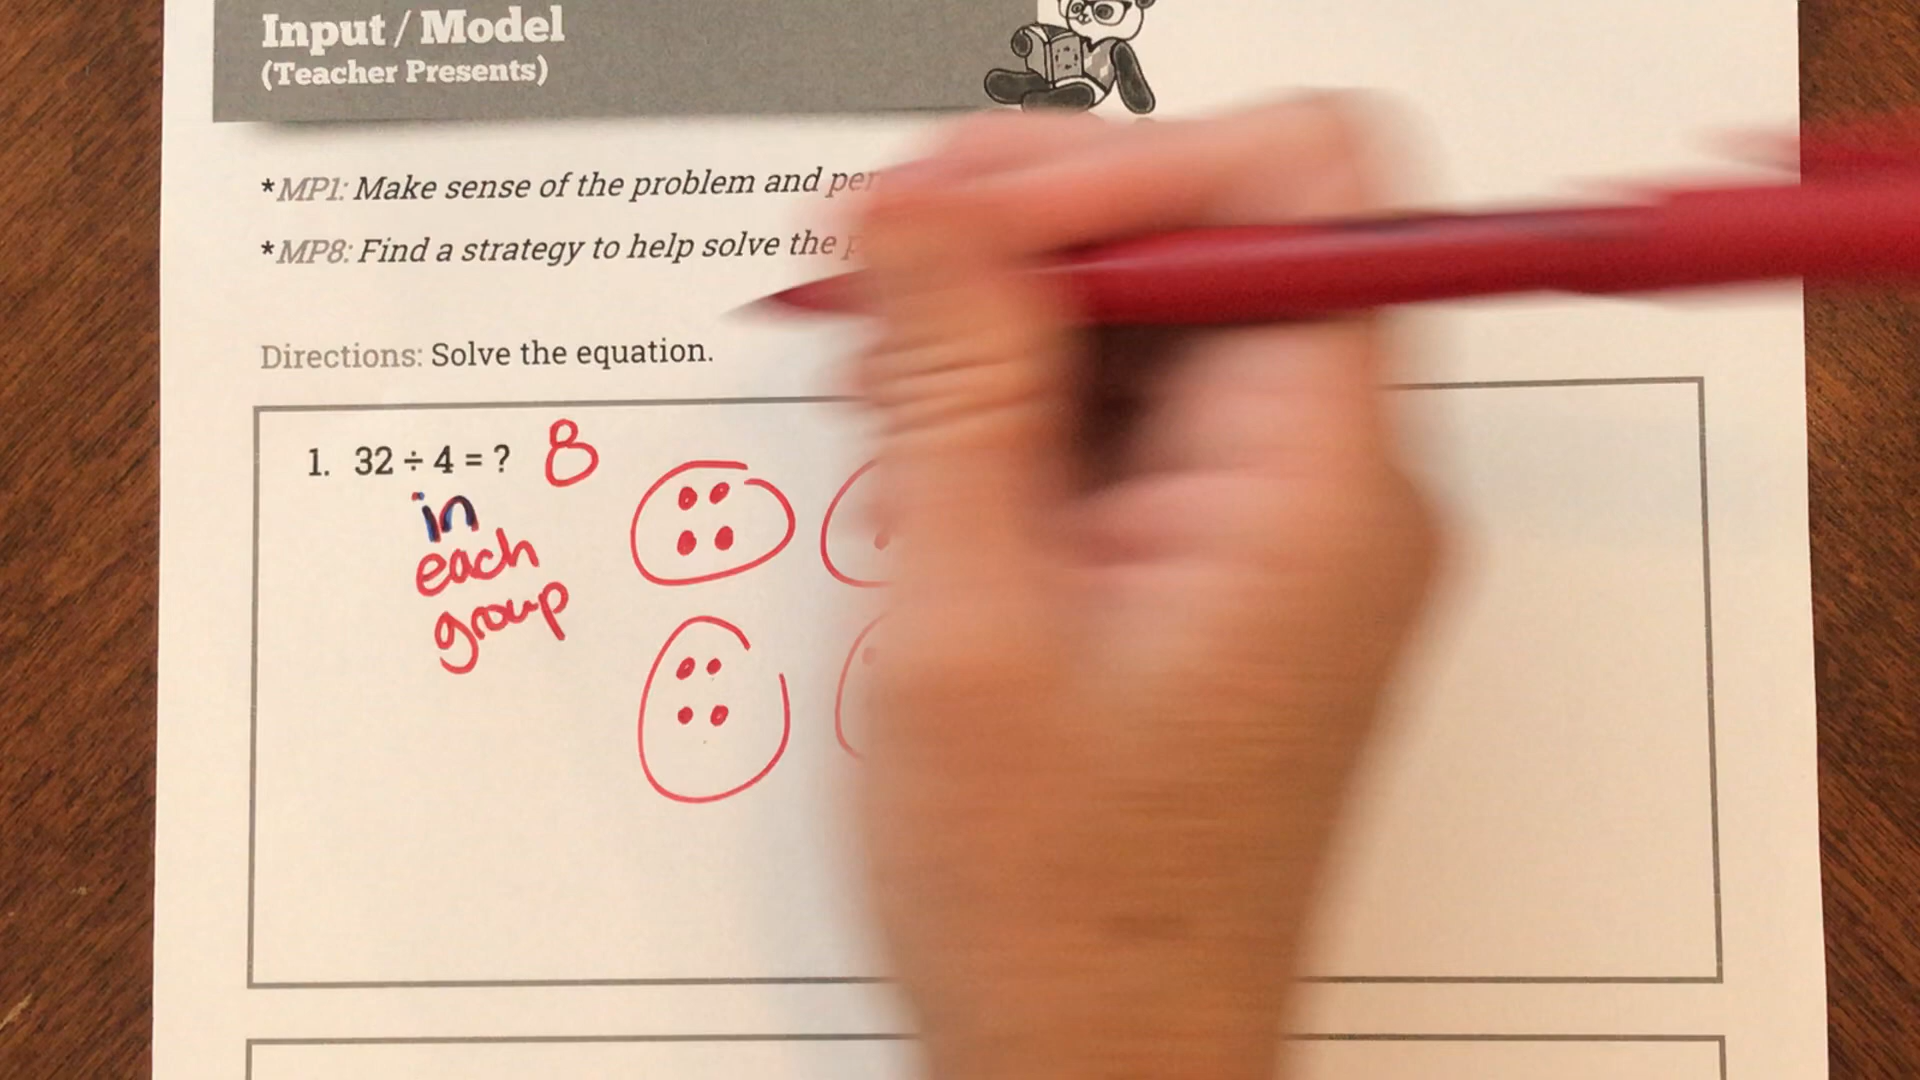 Input / Model
(Teacher Presents)
*MP1: Make sense of the problem and
*MP8: Find a strategy to help solve the
Directions: Solve the equation.
1. 32 ÷ 4 = ? 8
in
each
group